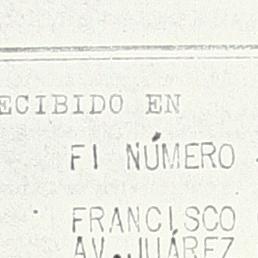 ECIBIDO EN
FI NÚMERO
FRANCISCO
AV. JUÁREZ